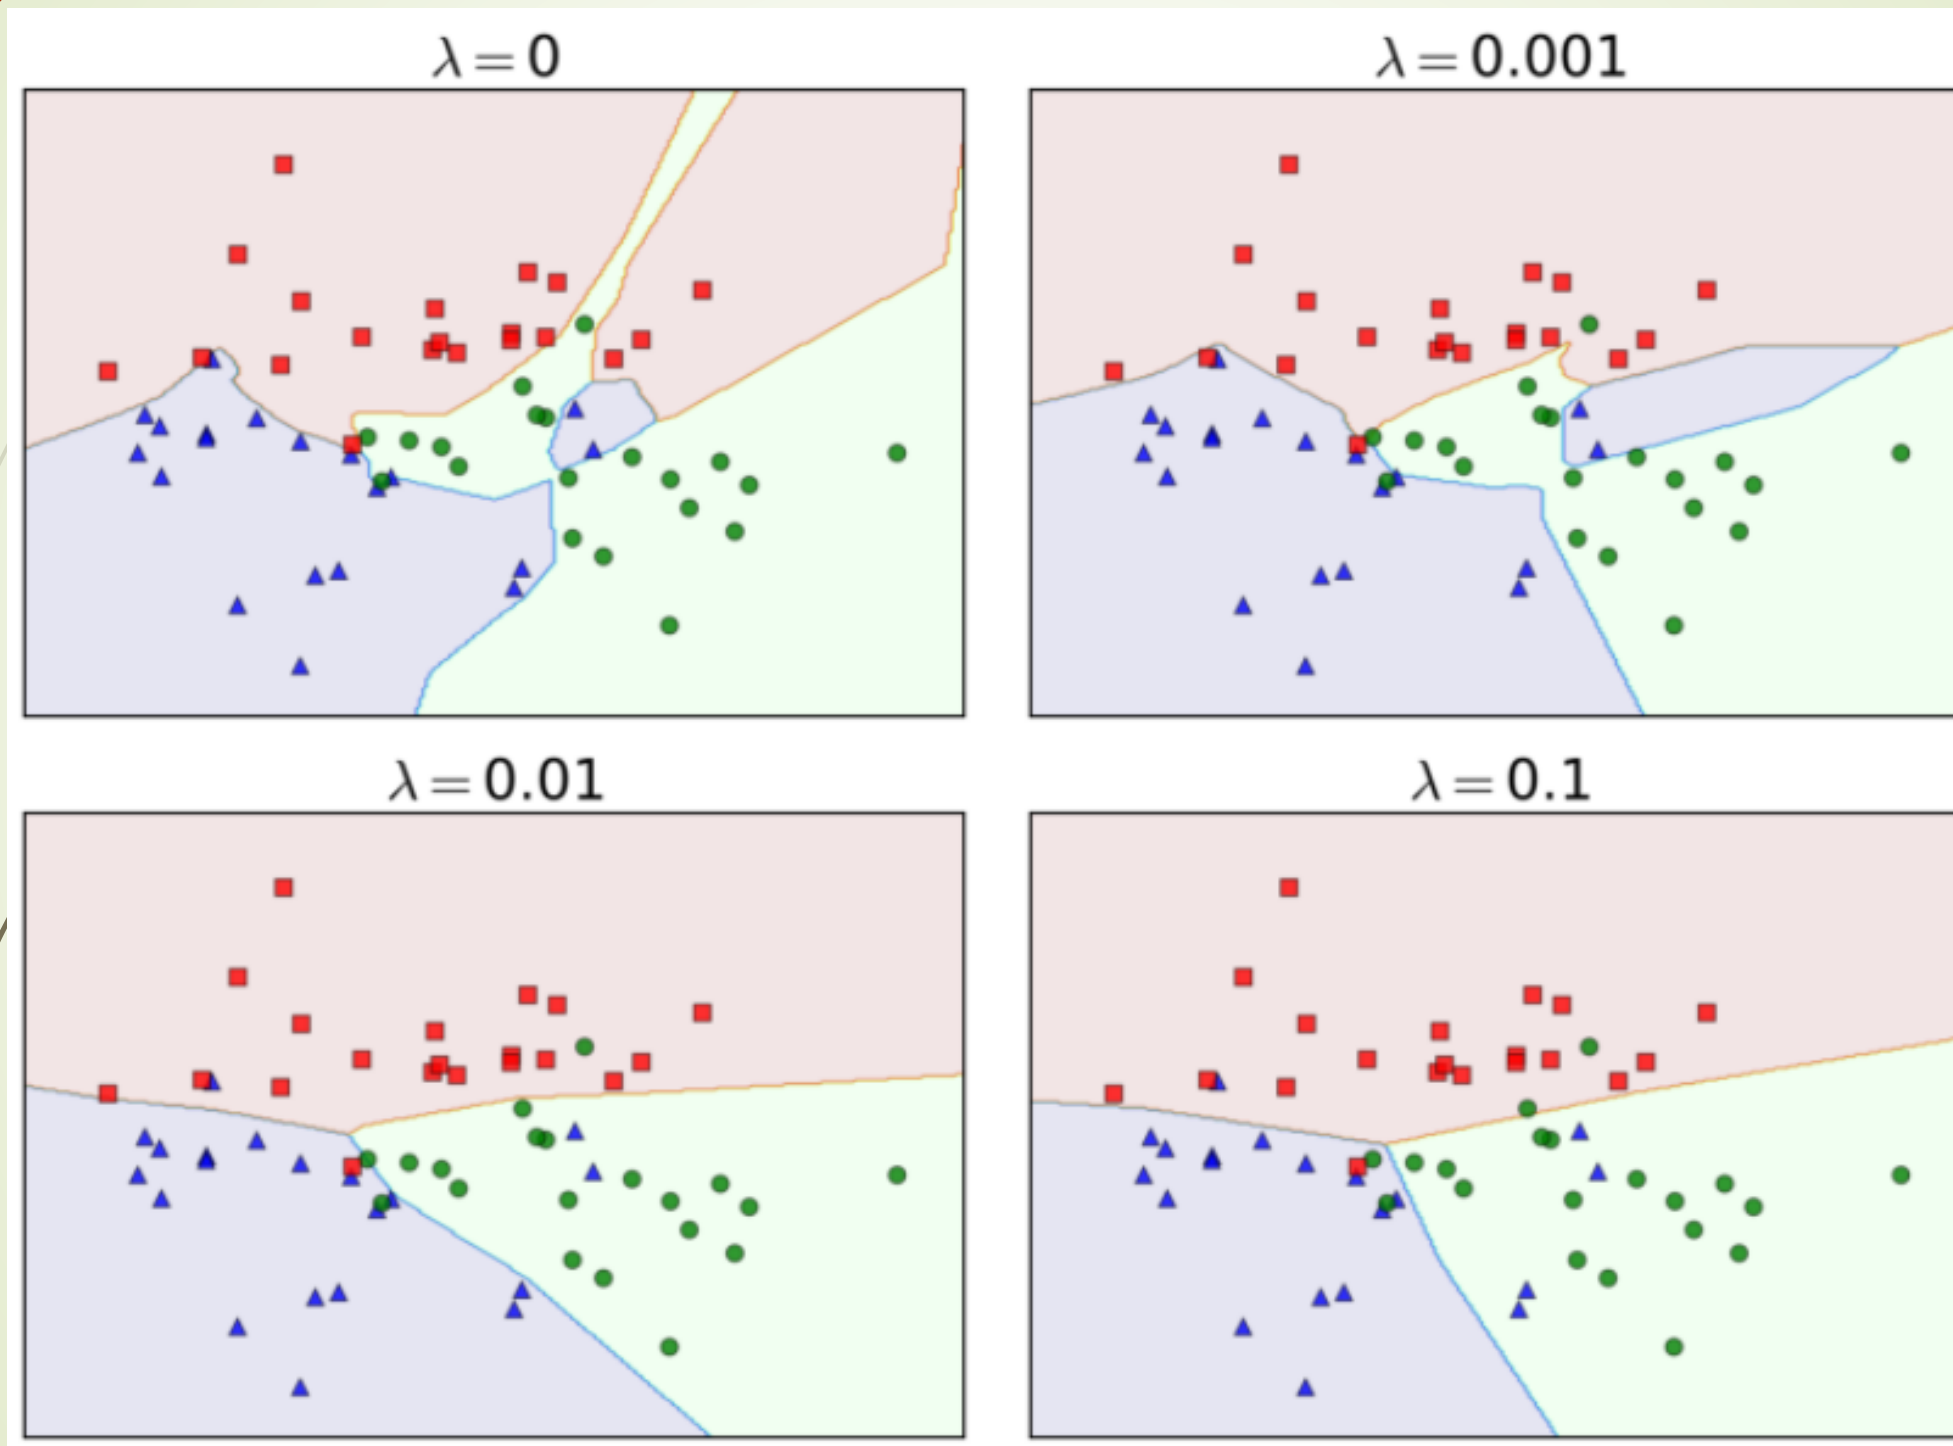 λ = 0
λ = 0.001
λ = 0.01
λ = 0.1